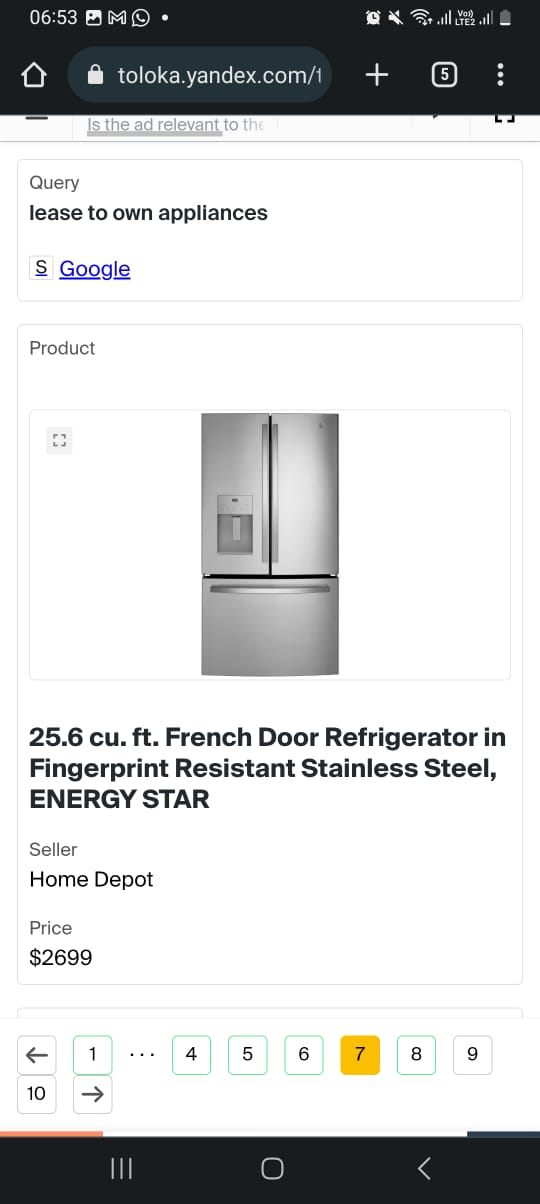 06:53
Vo))
LTE2
toloka.yandex.com/t
5
Is the ad relevant to the
Query
lease to own appliances
S Google
Product
25.6 cu. ft. French Door Refrigerator in
Fingerprint Resistant Stainless Steel,
ENERGY STAR
Seller
Home Depot
Price
$2699
1 ... 4 5 6 7 8 9
10